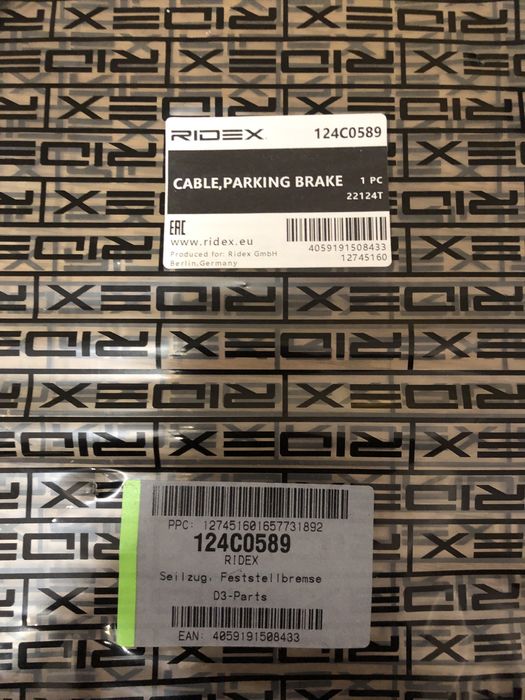 RIDEX 124C0589
CABLE,PARKING BRAKE 1 PC
22124T
EAC
www.ridex.eu
Produced for: Ridex GmbH
Berlin,Germany
4059191508433
12745160
PPC: 127451601657731892
124C0589
RIDEX
Seilzug, Feststellbremse
D3-Parts
EAN: 4059191508433